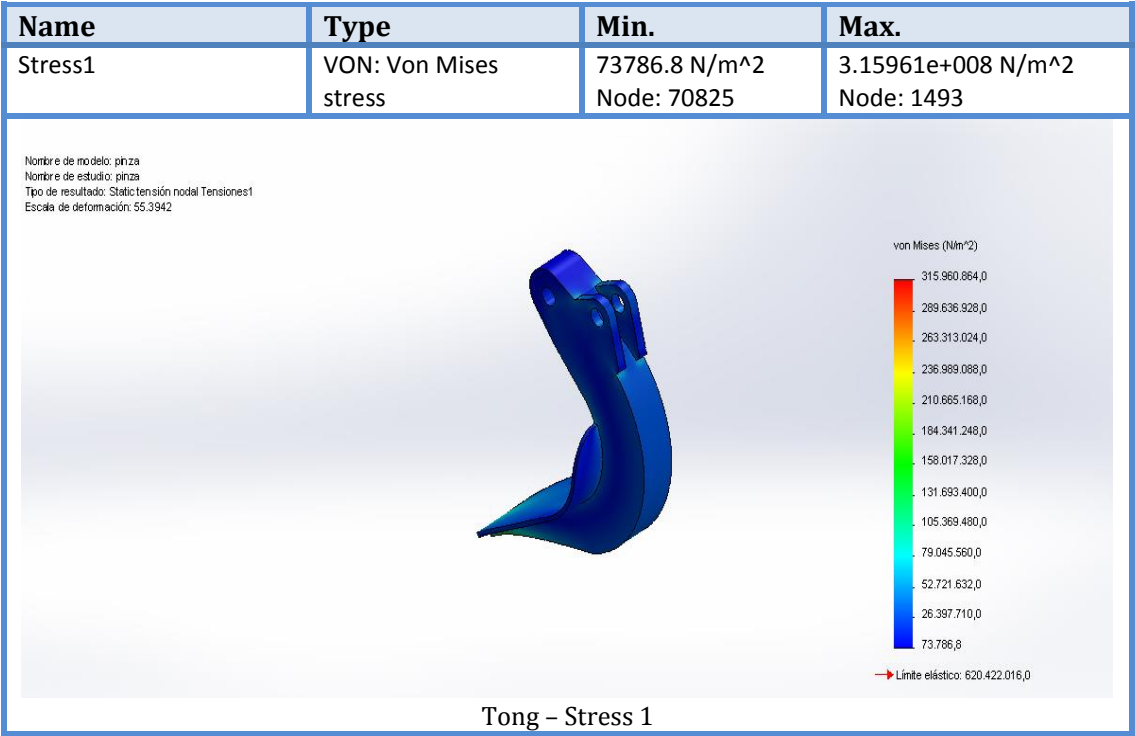 Name Type Min. Max.
Stress1 VON: Von Mises stress 73786.8 N/m^2 Node: 70825 3.15961e+008 N/m^2 Node: 1493
Nombre de modelo: pinza
Nombre de estudio: pinza
Tipo de resultado: Static tensión nodal Tensiones1
Escala de deformación: 55.3942
von Mises (N/m^2)
315.960.864,0
289.636.928,0
263.313.024,0
236.989.088,0
210.665.168,0
184.341.248,0
158.017.328,0
131.693.400,0
105.369.480,0
79.045.560,0
52.721.632,0
26.397.710,0
73.786,8
Límite elástico: 620.422.016,0
Tong – Stress 1